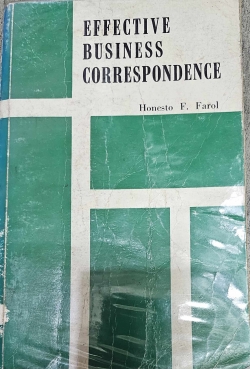 EFFECTIVE
BUSINESS
CORRESPONDENCE
Honesto F. Farol